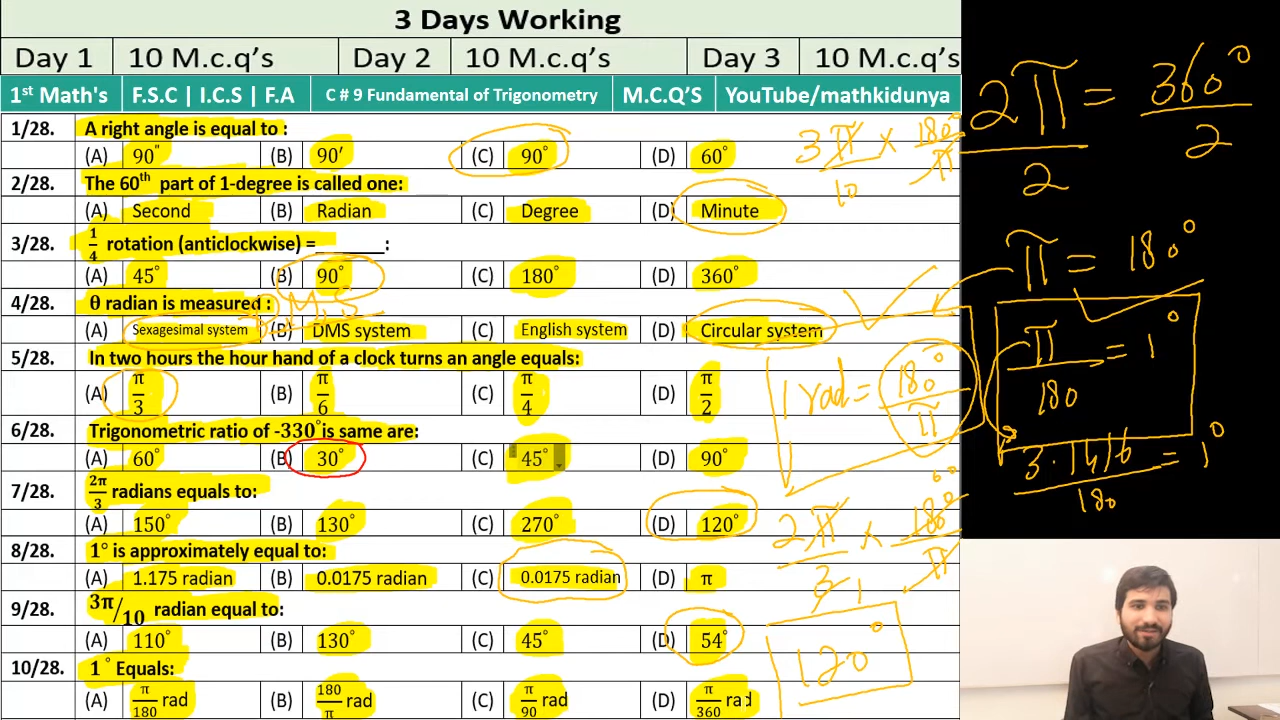 3 Days Working
Day 1 10 M.c.q’s Day 2 10 M.c.q’s Day 3 10 M.c.q’s
1st Math's F.S.C | I.C.S | F.A C # 9 Fundamental of Trigonometry M.C.Q’S YouTube/mathkidunya
1/28. A right angle is equal to :
(A) 90″ (B) 90′ (C) 90° (D) 60°
2/28. The 60th part of 1-degree is called one:
(A) Second (B) Radian (C) Degree (D) Minute
3/28. 1/4 rotation (anticlockwise) = ______:
(A) 45° (B) 90° (C) 180° (D) 360°
4/28. θ radian is measured :
(A) Sexagesimal system (B) DMS system (C) English system (D) Circular system
5/28. In two hours the hour hand of a clock turns an angle equals:
(A) π/3 (B) π/6 (C) π/4 (D) π/2
6/28. Trigonometric ratio of -330° is same are:
(A) 60° (B) 30° (C) 45° (D) 90°
7/28. 2π/3 radians equals to:
(A) 150° (B) 130° (C) 270° (D) 120°
8/28. 1° is approximately equal to:
(A) 1.175 radian (B) 0.0175 radian (C) 0.0175 radian (D) π
9/28. 3π/10 radian equal to:
(A) 110° (B) 130° (C) 45° (D) 54°
10/28. 1° Equals:
(A) π/180 rad (B) 180/π rad (C) π/90 rad (D) π/360 rad
3π/10 × 180°/π
D.M.S
1 rad = 180°/π
2π/3 × 180°/π
120°
2π/2 = 360°/2
π = 180°
π/180 = 1°
3.1416/180 = 1°